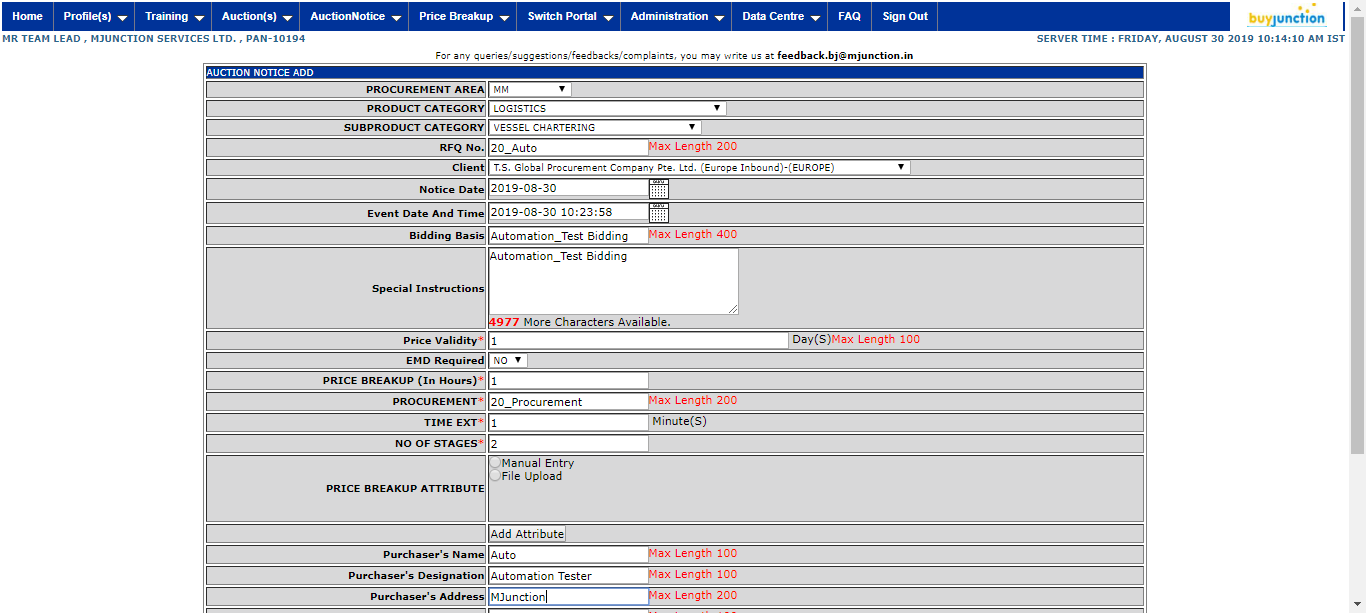 Home Profile(s) Training Auction(s) AuctionNotice Price Breakup Switch Portal Administration Data Centre FAQ Sign Out buyjunction
MR TEAM LEAD , MJUNCTION SERVICES LTD. , PAN-10194 SERVER TIME : FRIDAY, AUGUST 30 2019 10:14:10 AM IST
For any queries/suggestions/feedbacks/complaints, you may write us at feedback.bj@mjunction.in
AUCTION NOTICE ADD
PROCUREMENT AREA MM
PRODUCT CATEGORY LOGISTICS
SUBPRODUCT CATEGORY VESSEL CHARTERING
RFQ No. 20_Auto Max Length 200
Client T.S. Global Procurement Company Pte. Ltd. (Europe Inbound)-(EUROPE)
Notice Date 2019-08-30
Event Date And Time 2019-08-30 10:23:58
Bidding Basis Automation_Test Bidding Max Length 400
Automation_Test Bidding
Special Instructions
4977 More Characters Available.
Price Validity* 1 Day(S)Max Length 100
EMD Required NO
PRICE BREAKUP (In Hours)* 1
PROCUREMENT* 20_Procurement Max Length 200
TIME EXT* 1 Minute(S)
NO OF STAGES* 2
Manual Entry
File Upload
PRICE BREAKUP ATTRIBUTE
Add Attribute
Purchaser's Name Auto Max Length 100
Purchaser's Designation Automation Tester Max Length 100
Purchaser's Address MJunction Max Length 200